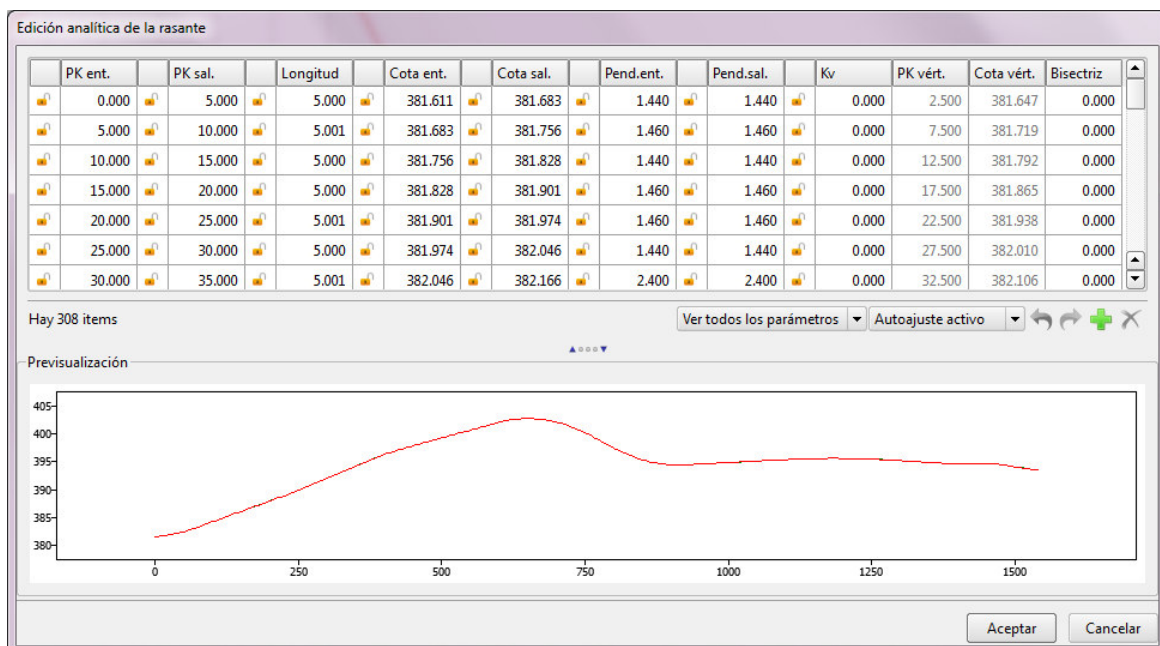 Edición analítica de la rasante
PK ent. PK sal. Longitud Cota ent. Cota sal. Pend.ent. Pend.sal. Kv PK vért. Cota vért. Bisectriz
0.000 5.000 5.000 381.611 381.683 1.440 1.440 0.000 2.500 381.647 0.000
5.000 10.000 5.001 381.683 381.756 1.460 1.460 0.000 7.500 381.719 0.000
10.000 15.000 5.000 381.756 381.828 1.440 1.440 0.000 12.500 381.792 0.000
15.000 20.000 5.000 381.828 381.901 1.460 1.460 0.000 17.500 381.865 0.000
20.000 25.000 5.001 381.901 381.974 1.460 1.460 0.000 22.500 381.938 0.000
25.000 30.000 5.000 381.974 382.046 1.440 1.440 0.000 27.500 382.010 0.000
30.000 35.000 5.001 382.046 382.166 2.400 2.400 0.000 32.500 382.106 0.000
Hay 308 items Ver todos los parámetros Autoajuste activo
Previsualización
405
400
395
390
385
380
0 250 500 750 1000 1250 1500
Aceptar Cancelar